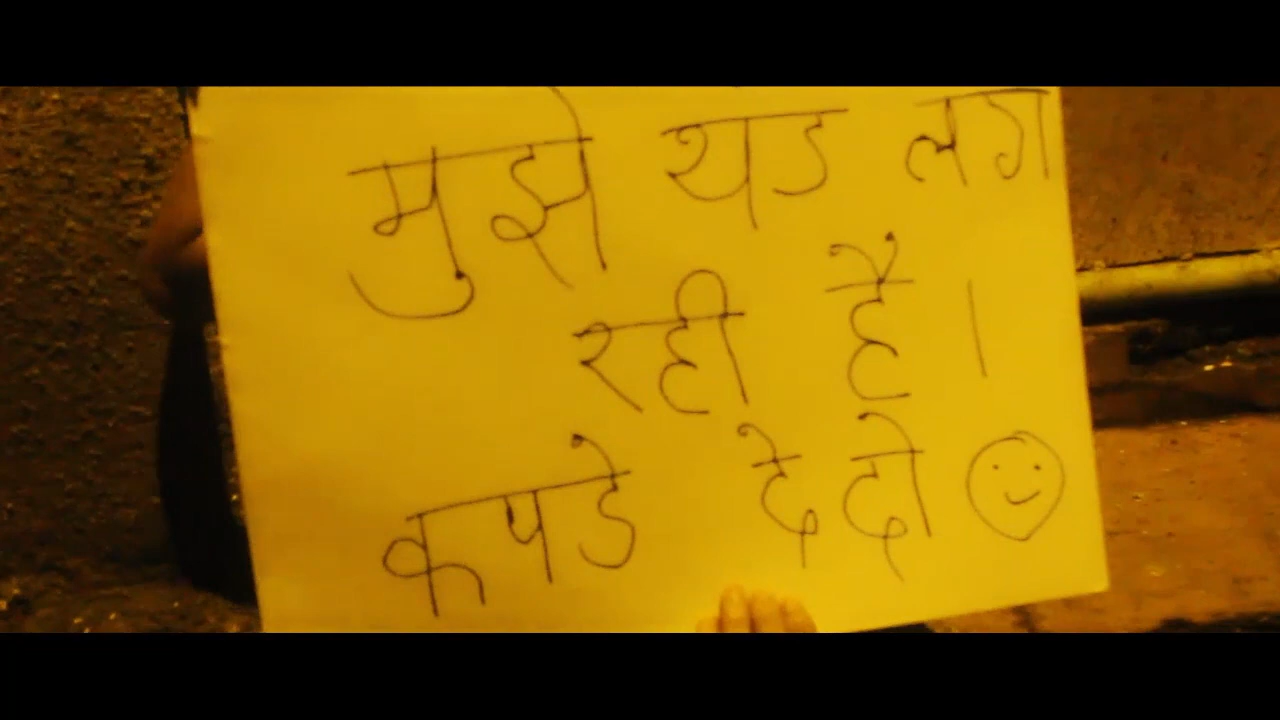 मुझे थड लग
रही है।
कपडे दे दो